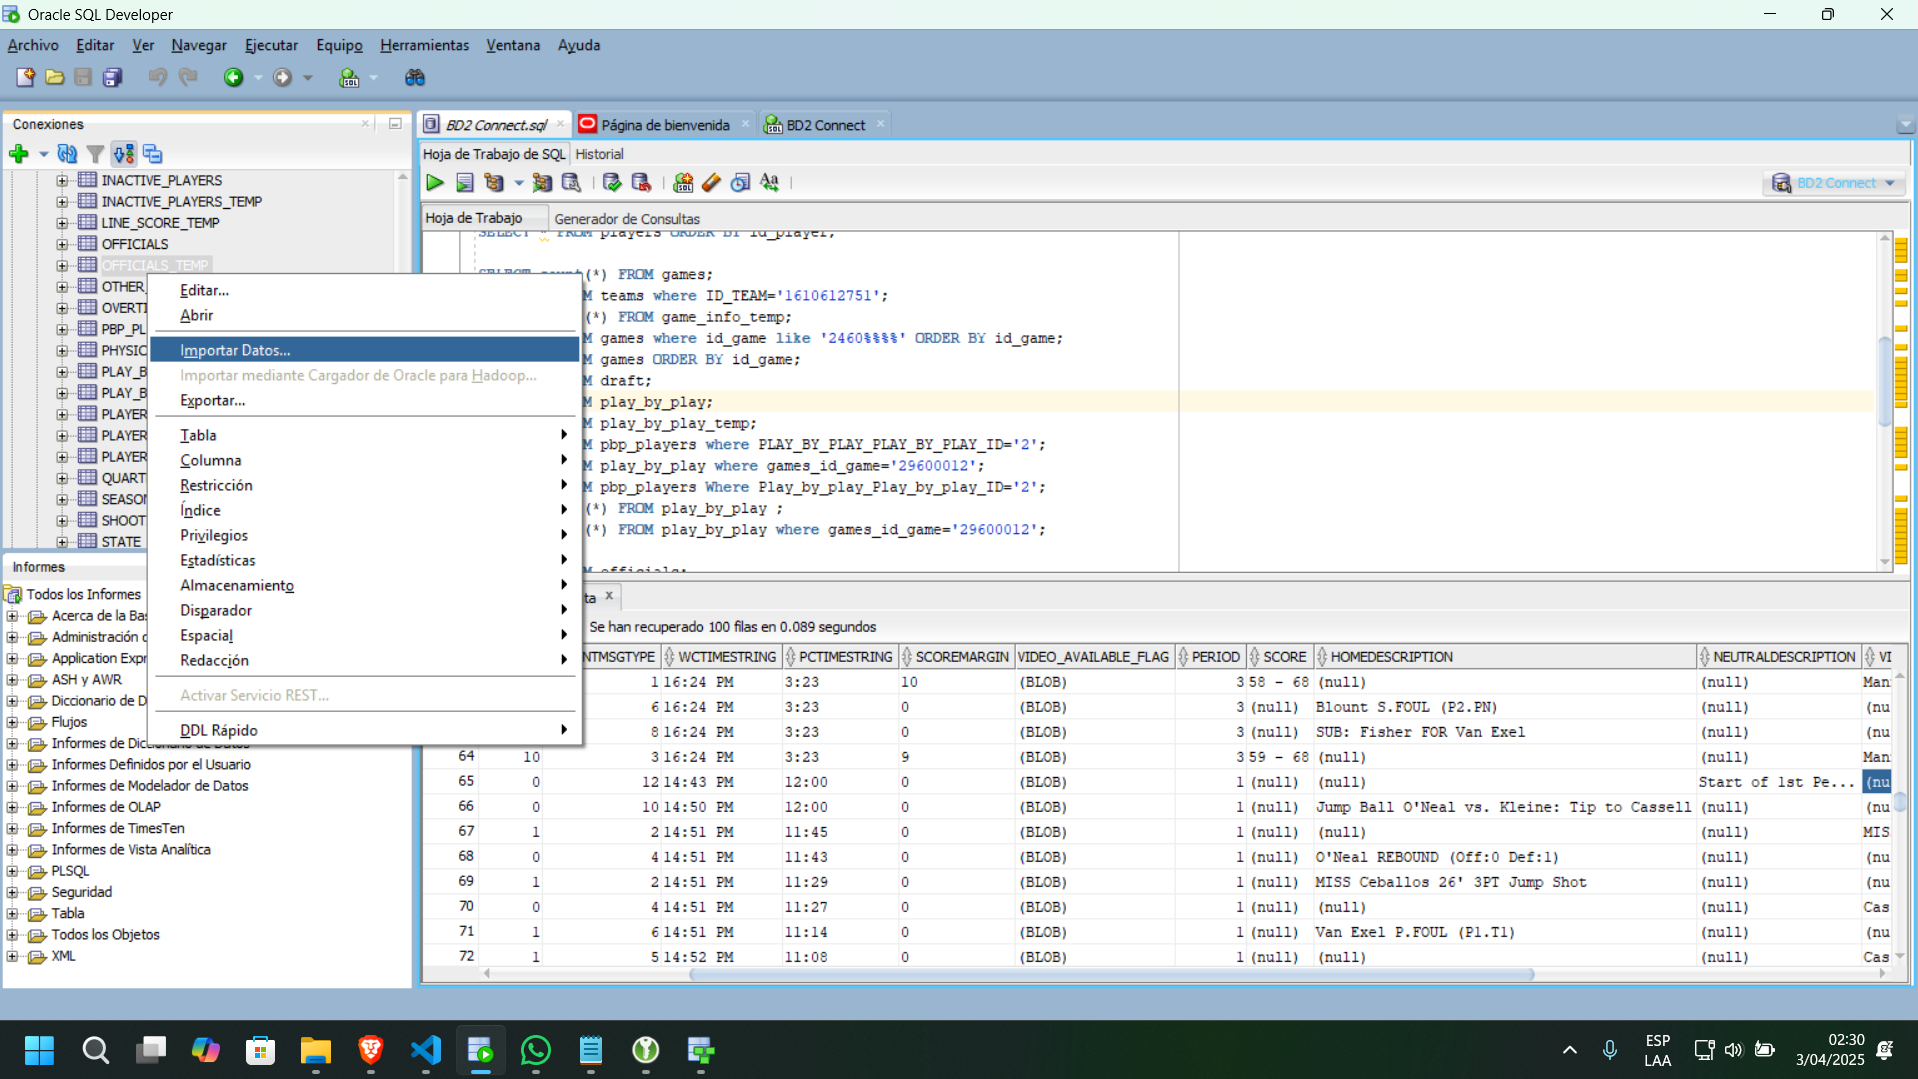 Oracle SQL Developer
Archivo Editar Ver Navegar Ejecutar Equipo Herramientas Ventana Ayuda
Conexiones
INACTIVE_PLAYERS
INACTIVE_PLAYERS_TEMP
LINE_SCORE_TEMP
OFFICIALS
OFFICIALS_TEMP
OTHER_
OVERTI
PBP_PL
PHYSIC
PLAY_B
PLAY_B
PLAYER
PLAYER
PLAYER
QUART
SEASON
SHOOT
STATE
Editar...
Abrir
Importar Datos...
Importar mediante Cargador de Oracle para Hadoop...
Exportar...
Tabla
Columna
Restricción
Índice
Privilegios
Estadísticas
Almacenamiento
Disparador
Espacial
Redacción
Activar Servicio REST...
DDL Rápido
Informes
Todos los Informes
Acerca de la Bas
Administración d
Application Expr
ASH y AWR
Diccionario de D
Flujos
Informes de Diccionario de Datos
Informes Definidos por el Usuario
Informes de Modelador de Datos
Informes de OLAP
Informes de TimesTen
Informes de Vista Analítica
PLSQL
Seguridad
Tabla
Todos los Objetos
XML
BD2 Connect.sql Página de bienvenida BD2 Connect
Hoja de Trabajo de SQL Historial
BD2 Connect
Hoja de Trabajo Generador de Consultas
SELECT * FROM players ORDER BY id_player;
SELECT count(*) FROM games;
M teams where ID_TEAM='1610612751';
(*) FROM game_info_temp;
M games where id_game like '2460%%%%' ORDER BY id_game;
M games ORDER BY id_game;
M draft;
M play_by_play;
M play_by_play_temp;
M pbp_players where PLAY_BY_PLAY_PLAY_BY_PLAY_ID='2';
M play_by_play where games_id_game='29600012';
M pbp_players Where Play_by_play_Play_by_play_ID='2';
(*) FROM play_by_play ;
(*) FROM play_by_play where games_id_game='29600012';
M officials;
ta
Se han recuperado 100 filas en 0.089 segundos
NTMSGTYPE WCTIMESTRING PCTIMESTRING SCOREMARGIN VIDEO_AVAILABLE_FLAG PERIOD SCORE HOMEDESCRIPTION NEUTRALDESCRIPTION VI
1 16:24 PM 3:23 10 (BLOB) 3 58 - 68 (null) (null) Man
6 16:24 PM 3:23 0 (BLOB) 3 (null) Blount S.FOUL (P2.PN) (null) (nu
8 16:24 PM 3:23 0 (BLOB) 3 (null) SUB: Fisher FOR Van Exel (null) (nu
64 10 3 16:24 PM 3:23 9 (BLOB) 3 59 - 68 (null) (null) Man
65 0 12 14:43 PM 12:00 0 (BLOB) 1 (null) (null) Start of 1st Pe... (nu
66 0 10 14:50 PM 12:00 0 (BLOB) 1 (null) Jump Ball O'Neal vs. Kleine: Tip to Cassell (null) (nu
67 1 2 14:51 PM 11:45 0 (BLOB) 1 (null) (null) (null) MIS
68 0 4 14:51 PM 11:43 0 (BLOB) 1 (null) O'Neal REBOUND (Off:0 Def:1) (null) (nu
69 1 2 14:51 PM 11:29 0 (BLOB) 1 (null) MISS Ceballos 26' 3PT Jump Shot (null) (nu
70 0 4 14:51 PM 11:27 0 (BLOB) 1 (null) (null) (null) Cas
71 1 6 14:51 PM 11:14 0 (BLOB) 1 (null) Van Exel P.FOUL (P1.T1) (null) (nu
72 1 5 14:52 PM 11:08 0 (BLOB) 1 (null) (null) (null) Cas
ESP
LAA
02:30
3/04/2025